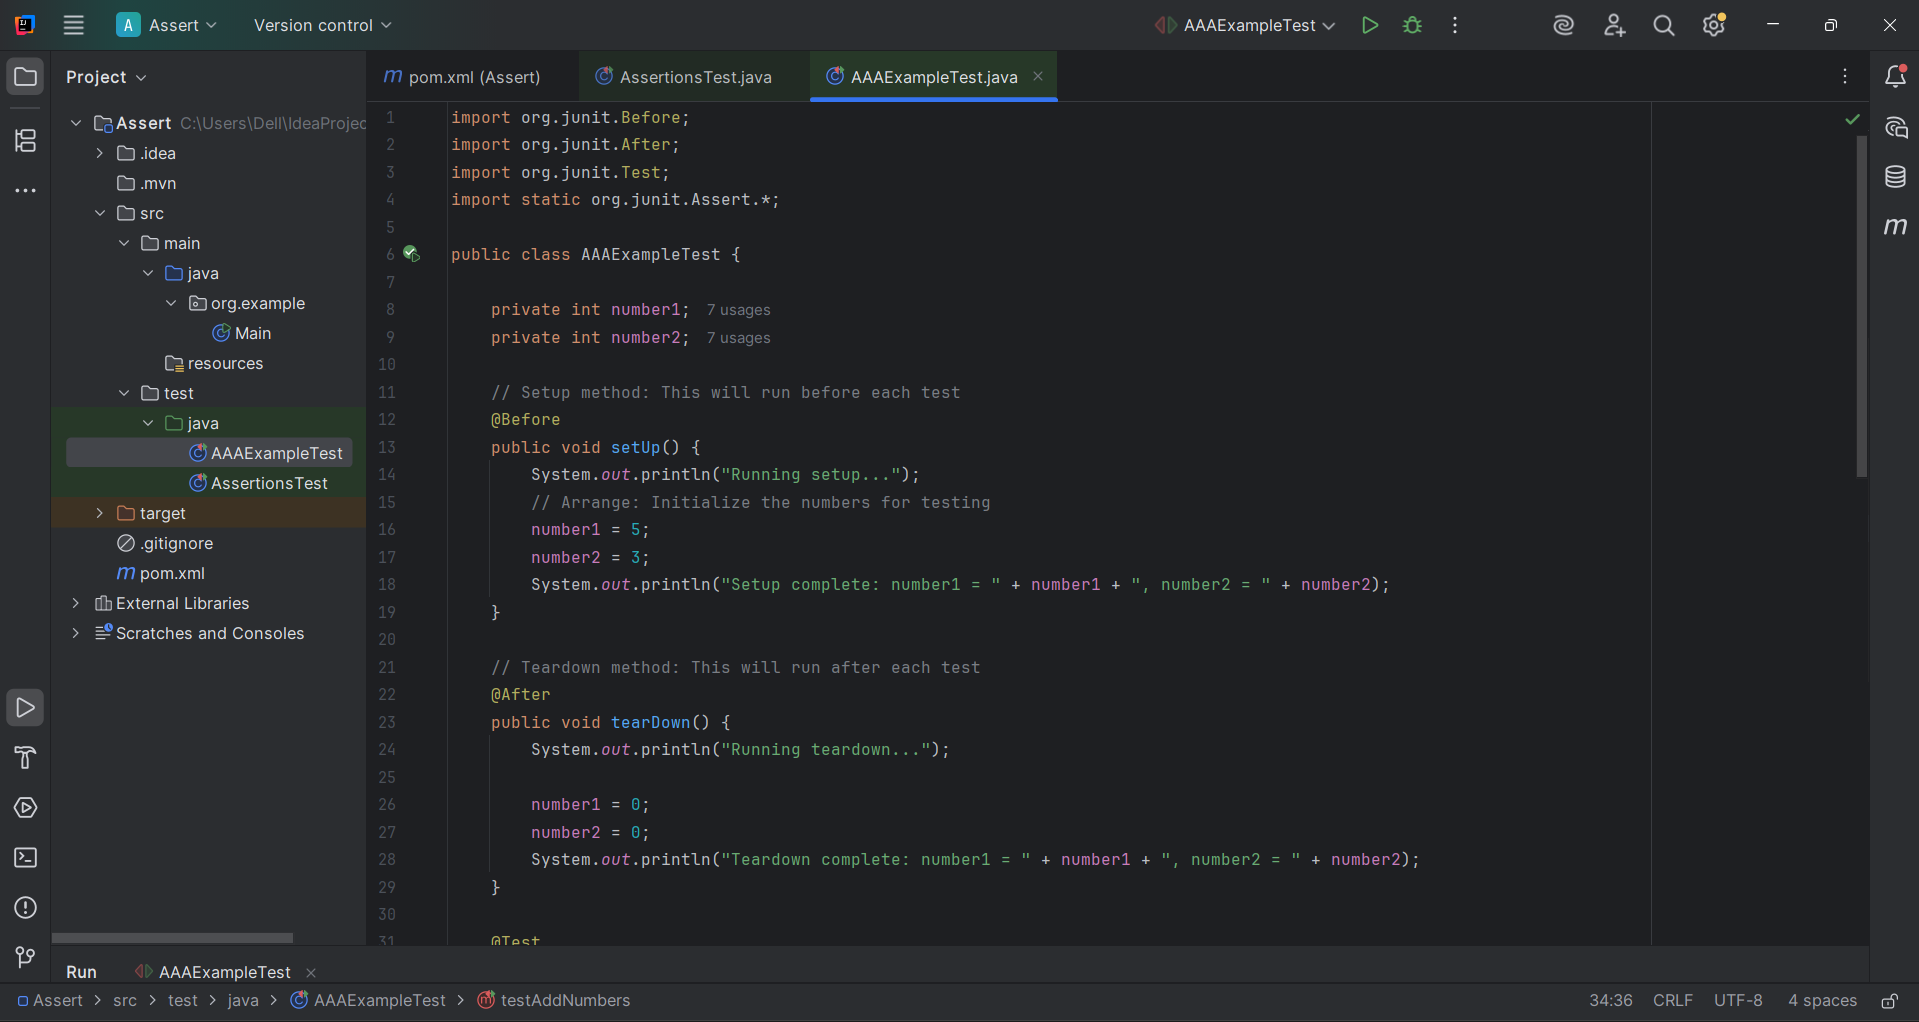 A Assert Version control AAAExampleTest
Project
pom.xml (Assert) AssertionsTest.java AAAExampleTest.java
Assert C:\Users\Dell\IdeaProjec
.idea
.mvn
src
main
java
org.example
Main
resources
test
java
AAAExampleTest
AssertionsTest
target
.gitignore
pom.xml
External Libraries
Scratches and Consoles
1 import org.junit.Before;
2 import org.junit.After;
3 import org.junit.Test;
4 import static org.junit.Assert.*;
5
6 public class AAAExampleTest {
7
8     private int number1; 7 usages
9     private int number2; 7 usages
10
11     // Setup method: This will run before each test
12     @Before
13     public void setUp() {
14         System.out.println("Running setup...");
15         // Arrange: Initialize the numbers for testing
16         number1 = 5;
17         number2 = 3;
18         System.out.println("Setup complete: number1 = " + number1 + ", number2 = " + number2);
19     }
20
21     // Teardown method: This will run after each test
22     @After
23     public void tearDown() {
24         System.out.println("Running teardown...");
25
26         number1 = 0;
27         number2 = 0;
28         System.out.println("Teardown complete: number1 = " + number1 + ", number2 = " + number2);
29     }
30
31     @Test
Run AAAExampleTest
Assert > src > test > java > AAAExampleTest > testAddNumbers 34:36 CRLF UTF-8 4 spaces